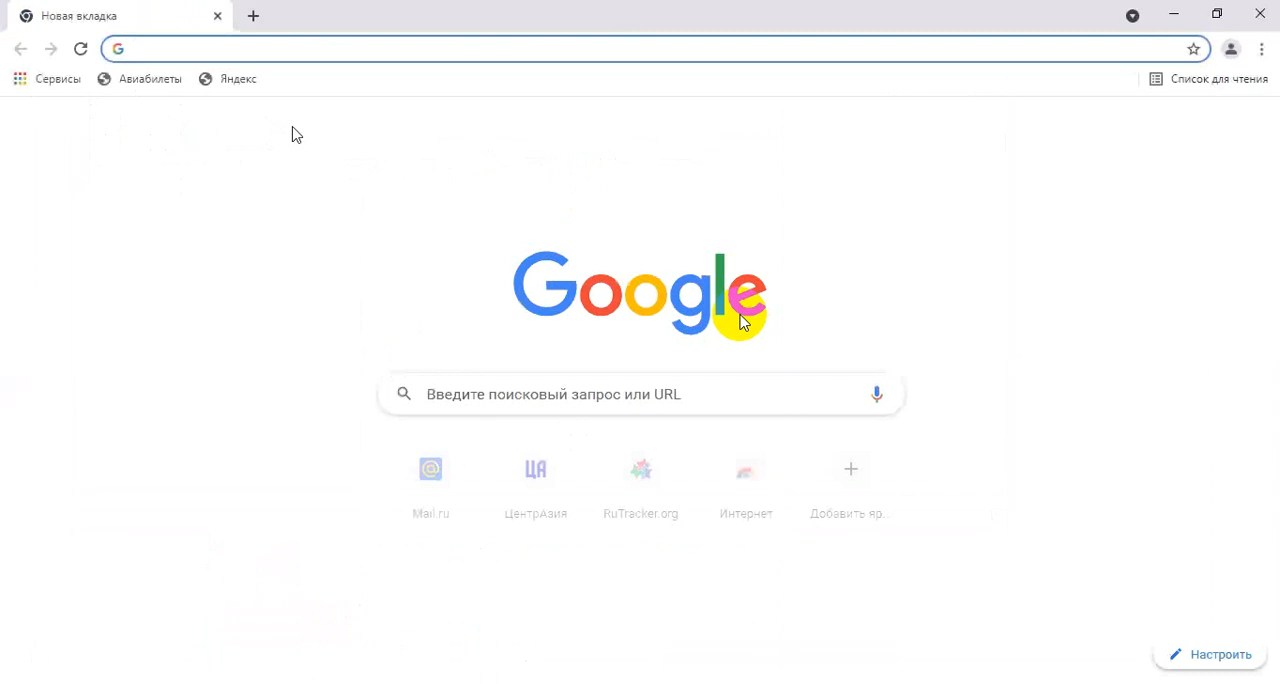 Новая вкладка
Сервисы Авиабилеты Яндекс Список для чтения
Google
Введите поисковый запрос или URL
Mail.ru ЦентрАзия RuTracker.org Интернет Добавить яр...
Настроить